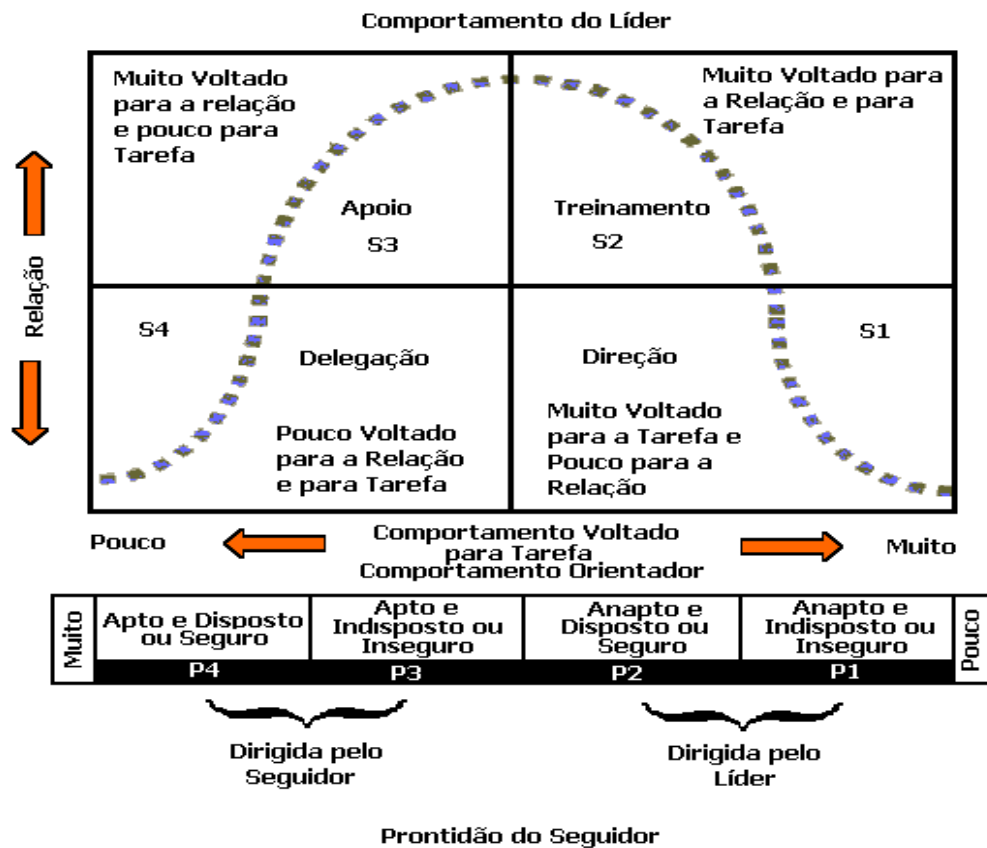 Comportamento do Líder
Muito Voltado
para a relação
e pouco para
Tarefa
Muito Voltado para
a Relação e para
Tarefa
Apoio
S3
Treinamento
S2
Relação
S4
Delegação
Pouco Voltado
para a Relação
e para Tarefa
Direção
S1
Muito Voltado
para a Tarefa e
Pouco para a
Relação
Pouco
Comportamento Voltado
para Tarefa
Comportamento Orientador
Muito
Muito
Apto e Disposto
ou Seguro
P4
Apto e
Indisposto ou
Inseguro
P3
Anapto e
Disposto ou
Seguro
P2
Anapto e
Indisposto ou
Inseguro
P1
Pouco
Dirigida pelo
Seguidor
Dirigida pelo
Líder
Prontidão do Seguidor